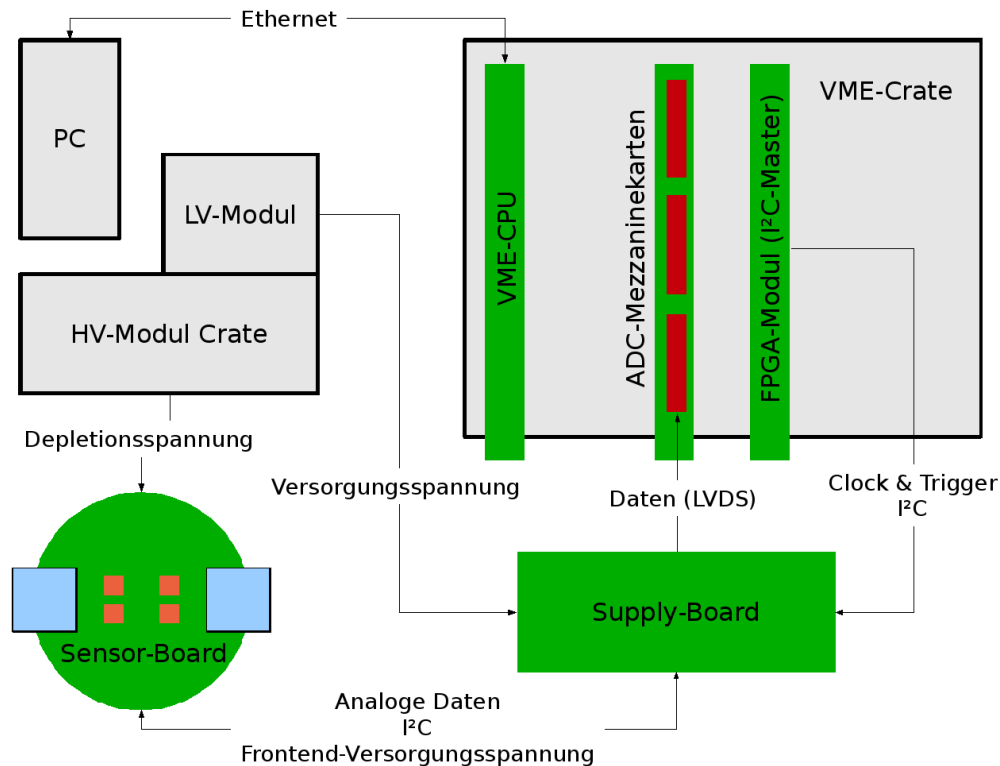 Ethernet
PC
LV-Modul
HV-Modul Crate
VME-Crate
VME-CPU
ADC-Mezzaninekarten
FPGA-Modul (I²C-Master)
Depletionsspannung
Versorgungsspannung
Daten (LVDS)
Clock & Trigger
I²C
Sensor-Board
Supply-Board
Analoge Daten
I²C
Frontend-Versorgungsspannung